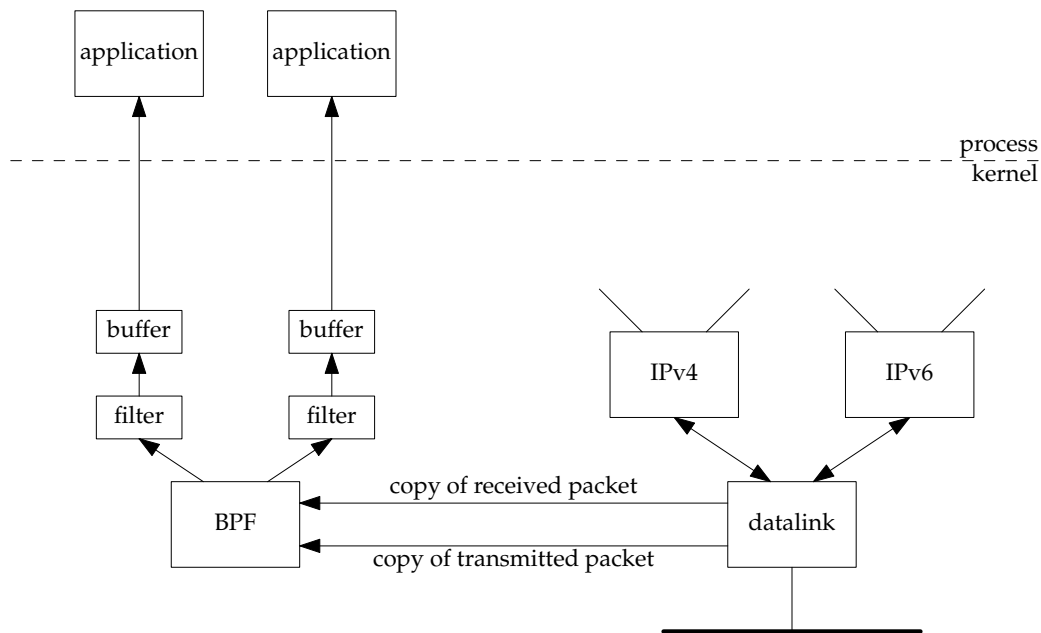 application
application
process
kernel
buffer
buffer
IPv4
IPv6
filter
filter
copy of received packet
BPF
datalink
copy of transmitted packet